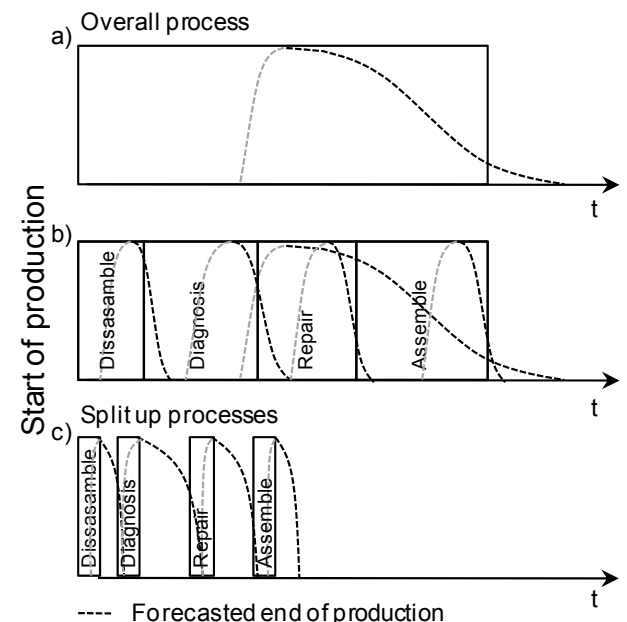 Overall process
a)
t
Start of production
b)
Dissasamble
Diagnosis
Repair
Assemble
t
Split up processes
c)
Dissasamble
Diagnosis
Repair
Assemble
t
Forecasted end of production